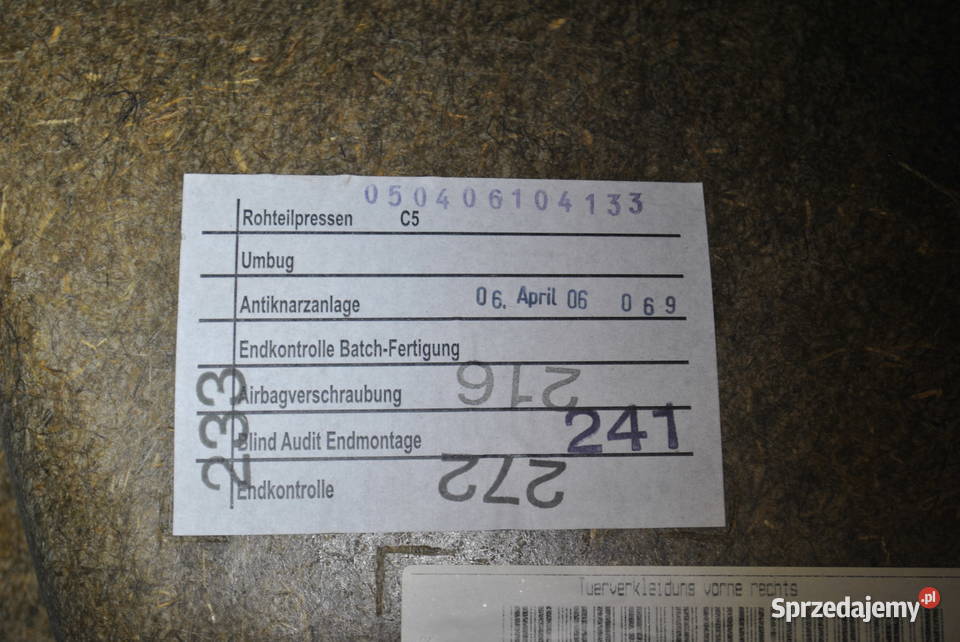 050406104133
Rohteilpressen C5
Umbug
Antiknarzanlage 06. April 06 069
Endkontrolle Batch-Fertigung
Airbagverschraubung 216
Blind Audit Endmontage 241
Endkontrolle 272
233
Tuerverkleidung vorne rechts
Sprzedajemy.pl